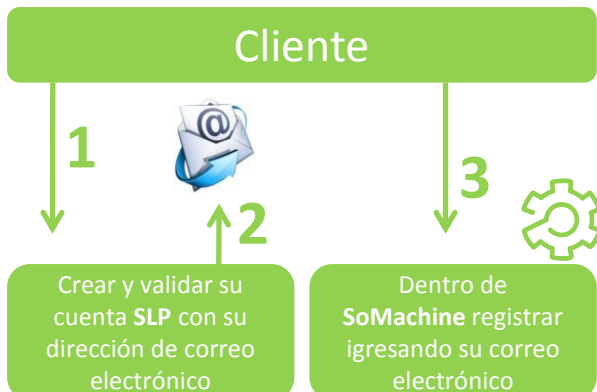 Cliente
1
@
2
3
Crear y validar su
cuenta SLP con su
dirección de correo
electrónico
Dentro de
SoMachine registrar
igresando su correo
electrónico